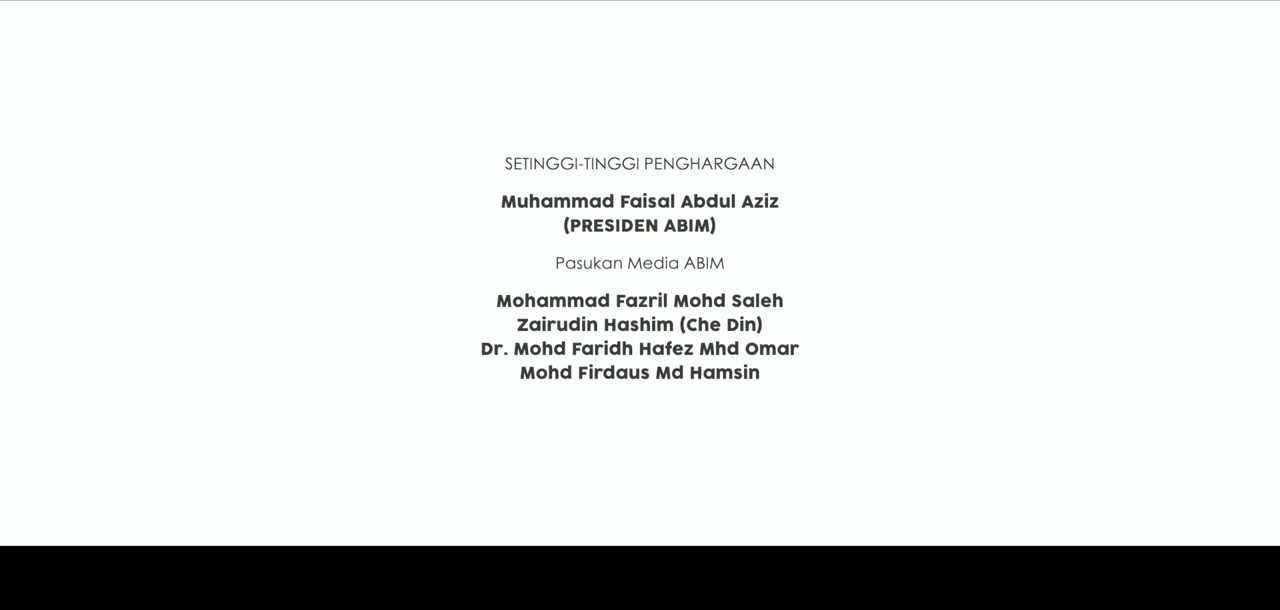 SETINGGI-TINGGI PENGHARGAAN
Muhammad Faisal Abdul Aziz
(PRESIDEN ABIM)
Pasukan Media ABIM
Mohammad Fazril Mohd Saleh
Zairudin Hashim (Che Din)
Dr. Mohd Faridh Hafez Mhd Omar
Mohd Firdaus Md Hamsin